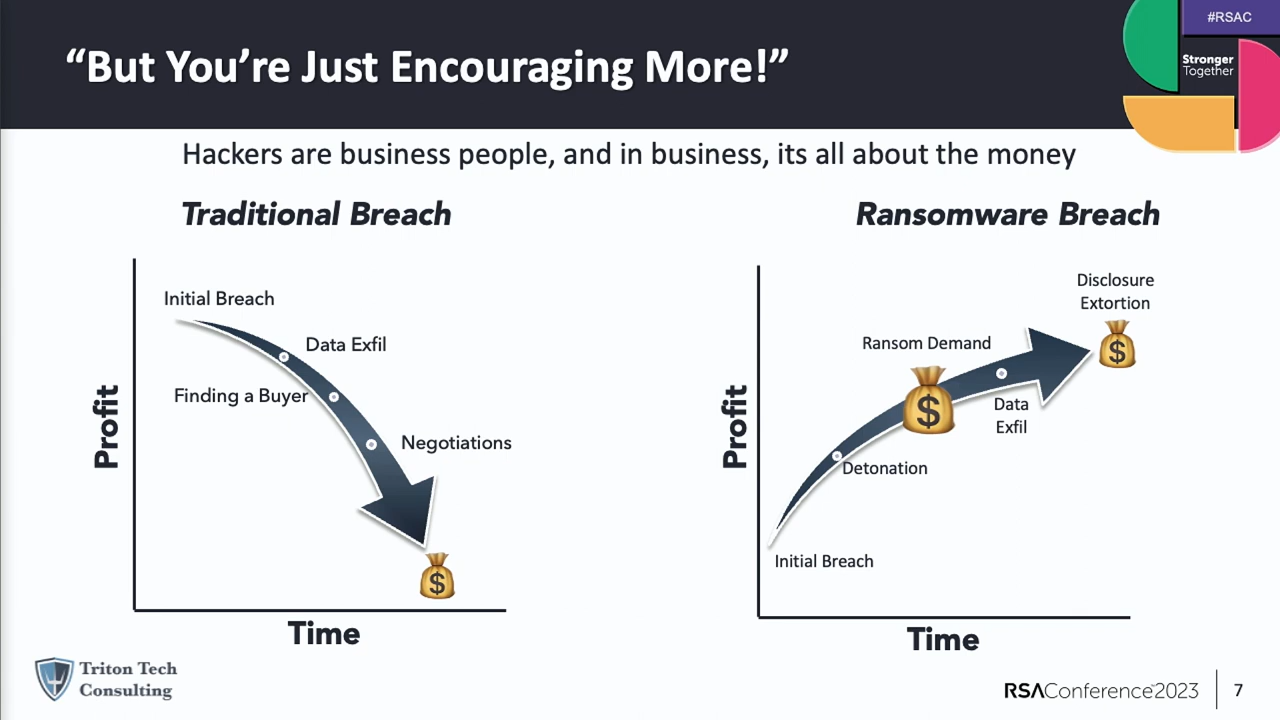 #RSAC
“But You’re Just Encouraging More!”
Stronger
Together
Hackers are business people, and in business, its all about the money
Traditional Breach
Profit
Initial Breach
Data Exfil
Finding a Buyer
Negotiations
$
Time
Ransomware Breach
Profit
Disclosure
Extortion
$
Ransom Demand
$
Data
Exfil
Detonation
Initial Breach
Time
Triton Tech
Consulting
RSAConference™2023
7